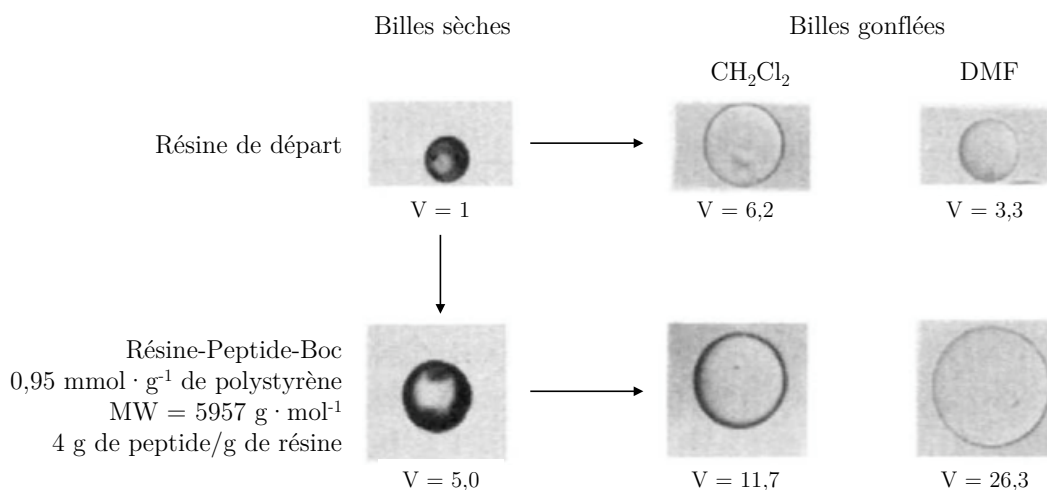 Billes sèches
Billes gonflées
CH₂Cl₂
DMF
Résine de départ
V = 1
V = 6,2
V = 3,3
Résine-Peptide-Boc
0,95 mmol · g⁻¹ de polystyrène
MW = 5957 g · mol⁻¹
4 g de peptide/g de résine
V = 5,0
V = 11,7
V = 26,3